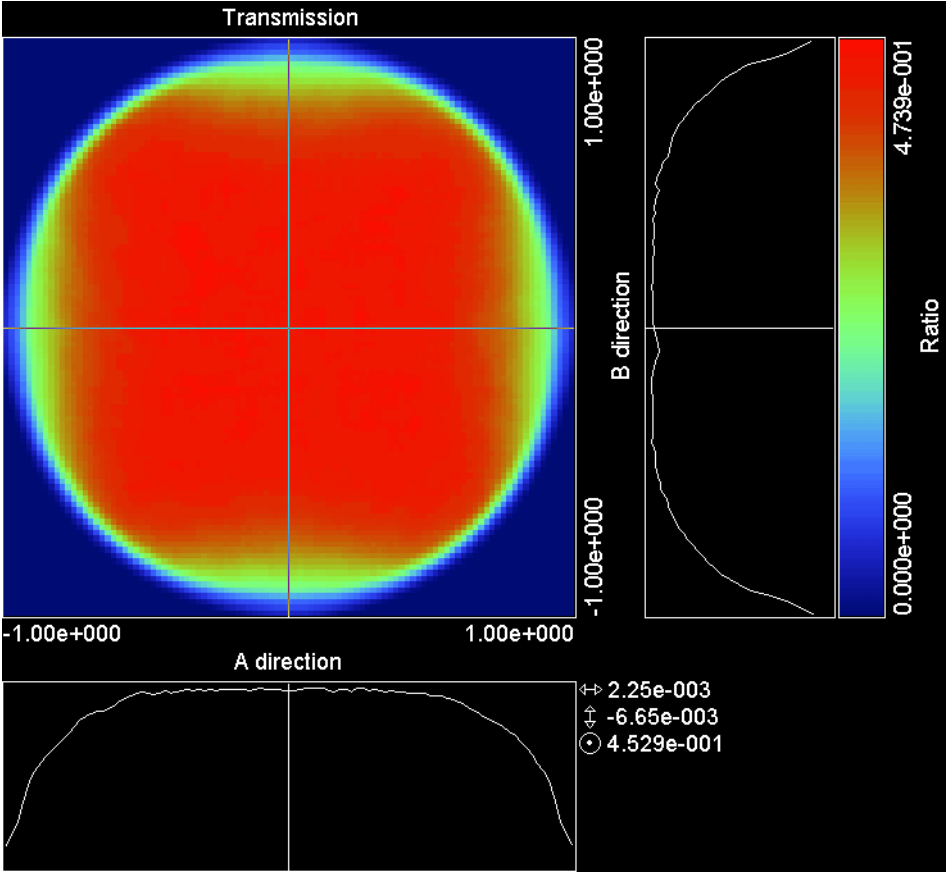 Transmission
1.00e+000
4.739e-001
B direction
Ratio
-1.00e+000
0.000e+000
-1.00e+000 1.00e+000
A direction
2.25e-003
-6.65e-003
4.529e-001